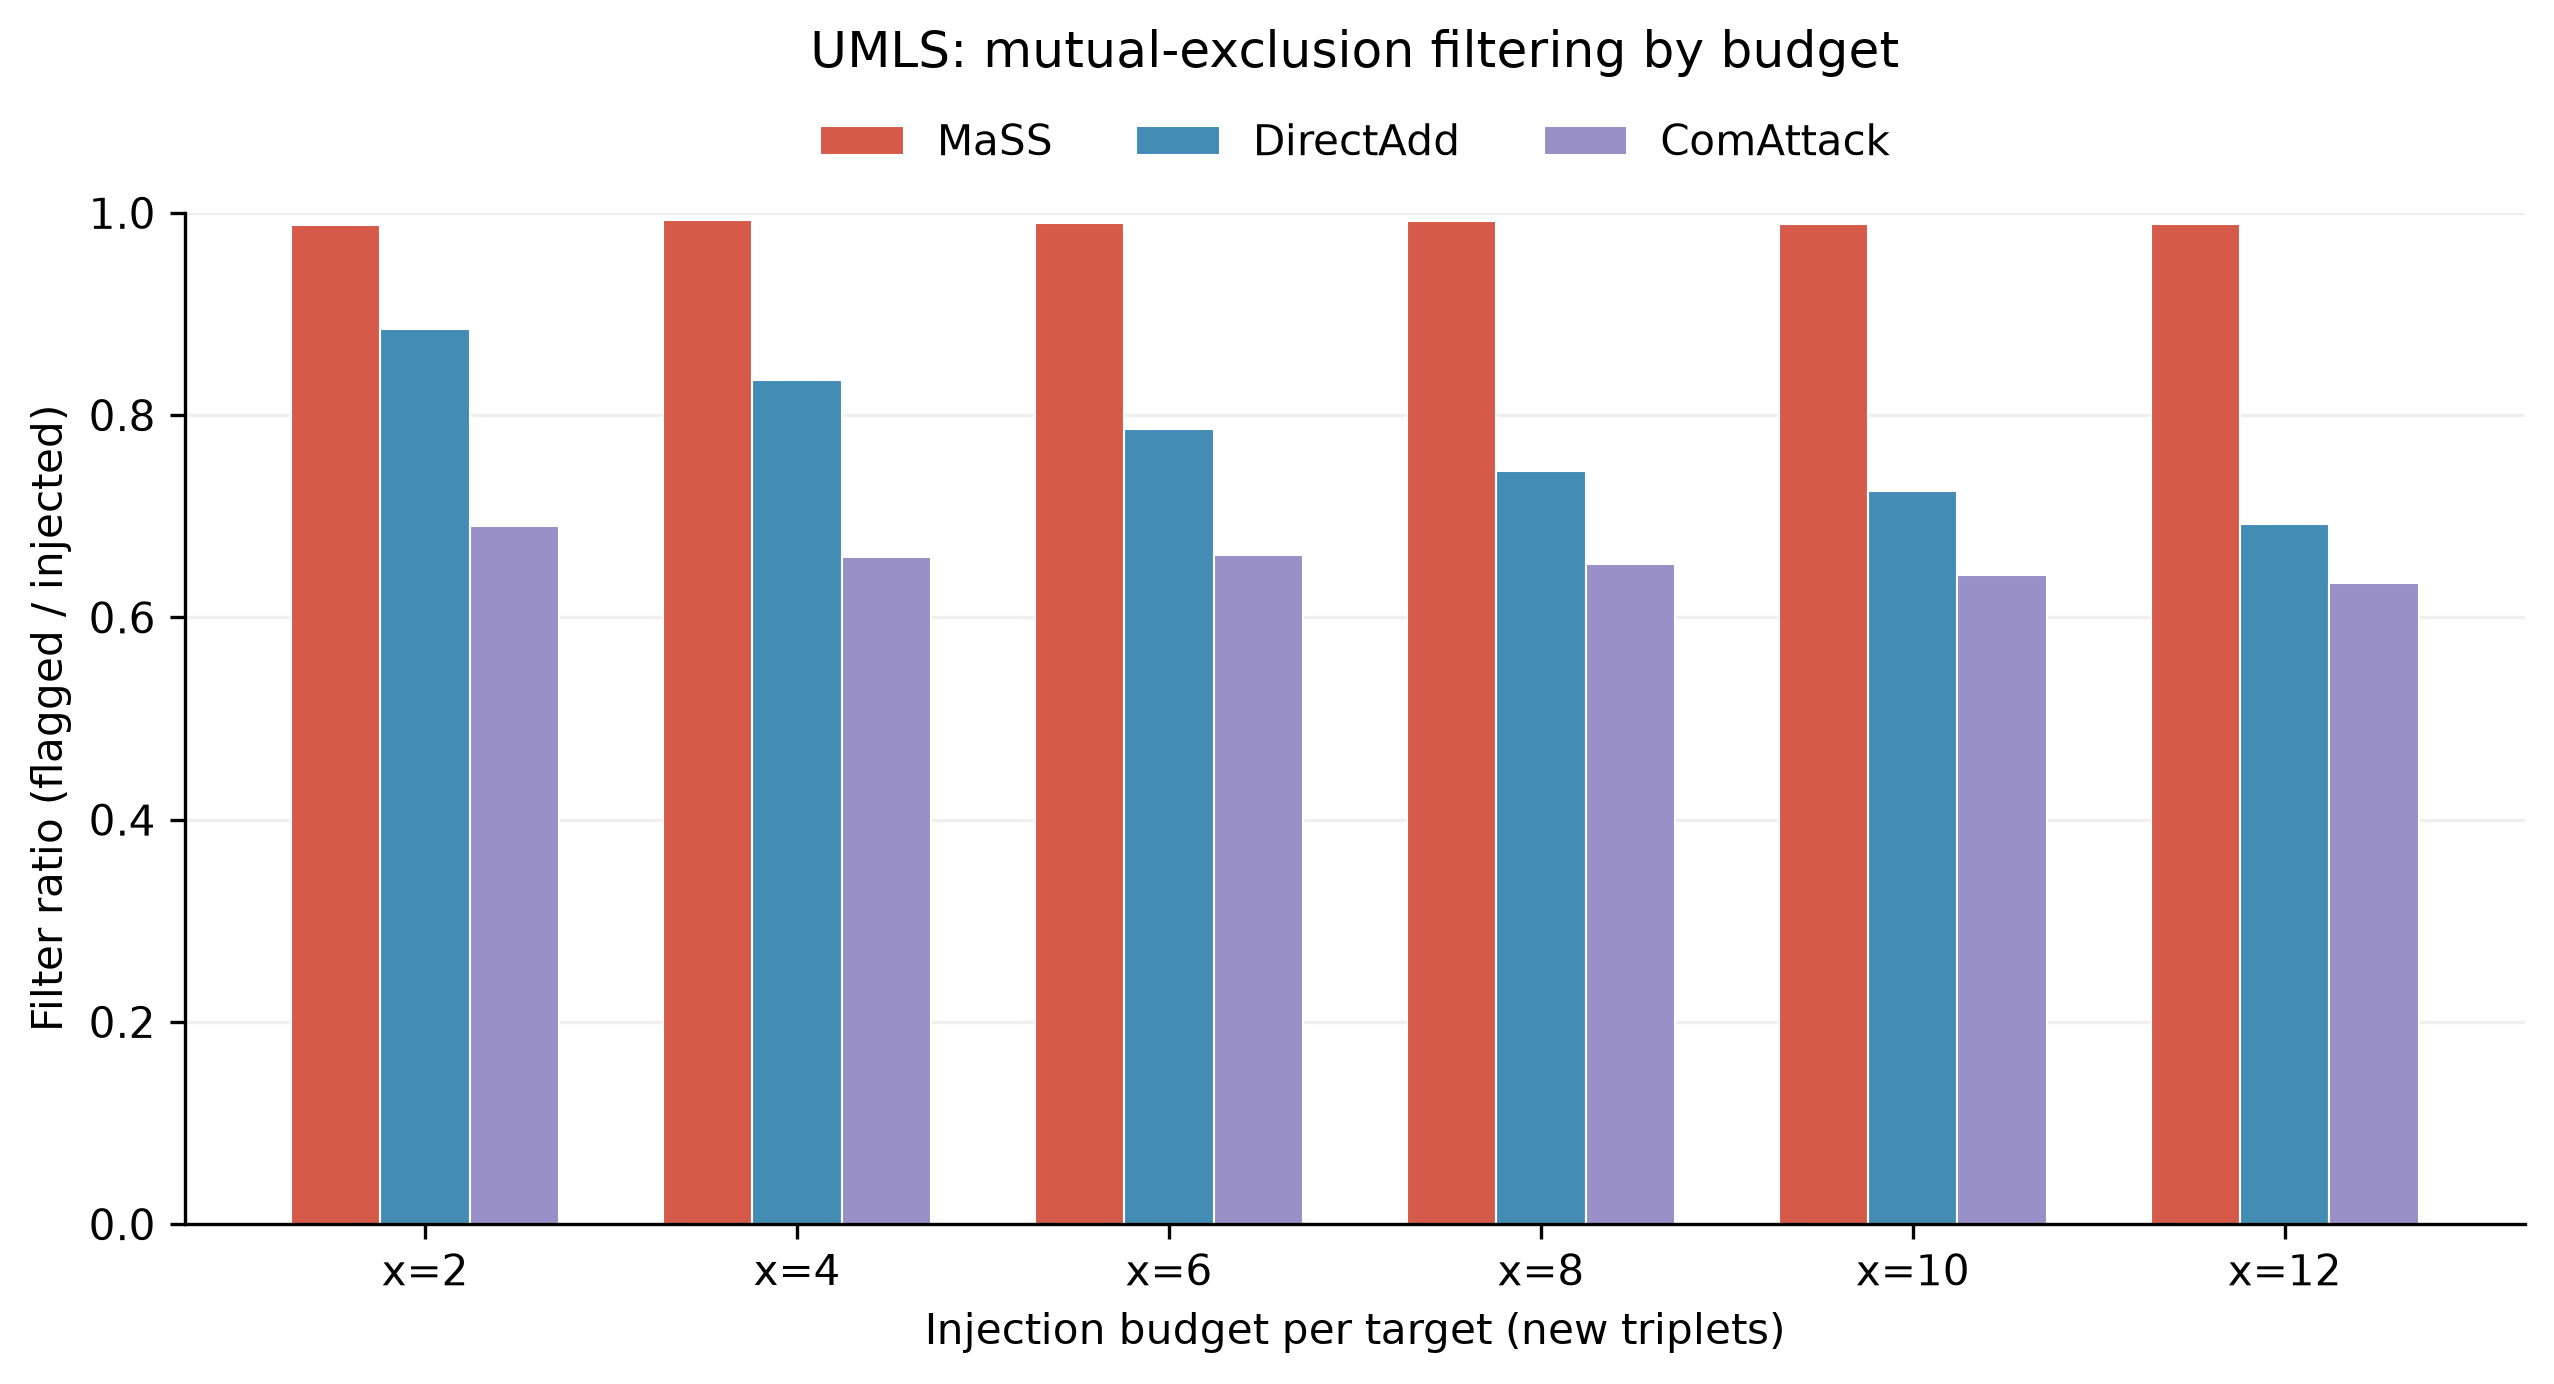 UMLS: mutual-exclusion filtering by budget
MaSS DirectAdd ComAttack
Filter ratio (flagged / injected)
1.0
0.8
0.6
0.4
0.2
0.0
x=2 x=4 x=6 x=8 x=10 x=12
Injection budget per target (new triplets)